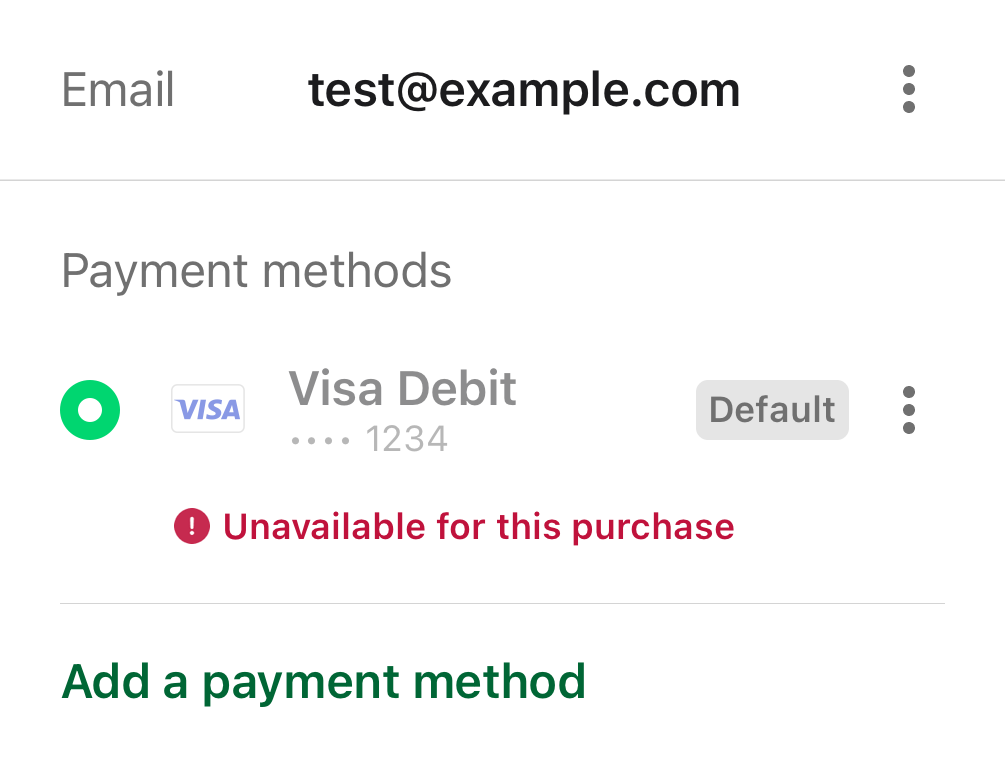 Email test@example.com
Payment methods
VISA Visa Debit Default
•••• 1234
Unavailable for this purchase
Add a payment method